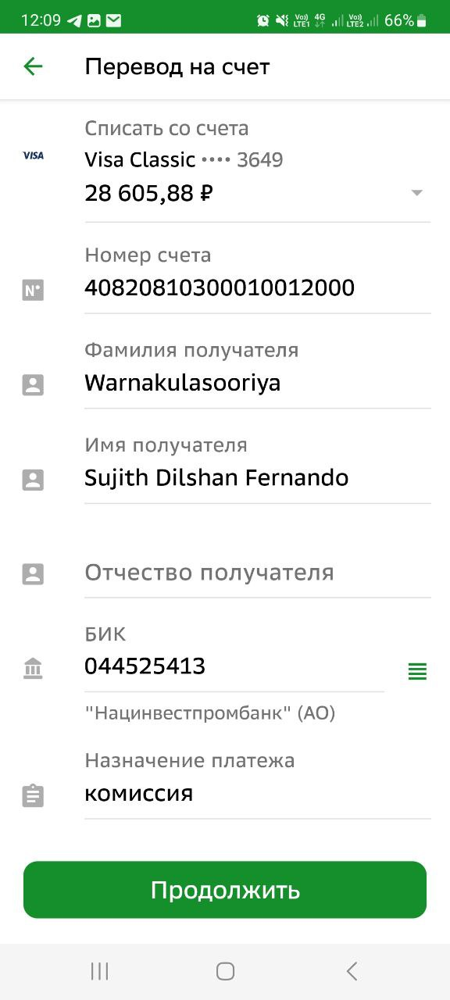 12:09 Vo)) LTE1 4G Vo)) LTE2 66%
Перевод на счет
Списать со счета
VISA Visa Classic •••• 3649
28 605,88 ₽
Номер счета
N° 40820810300010012000
Фамилия получателя
Warnakulasooriya
Имя получателя
Sujith Dilshan Fernando
Отчество получателя
БИК
044525413
"Нацинвестпромбанк" (АО)
Назначение платежа
комиссия
Продолжить